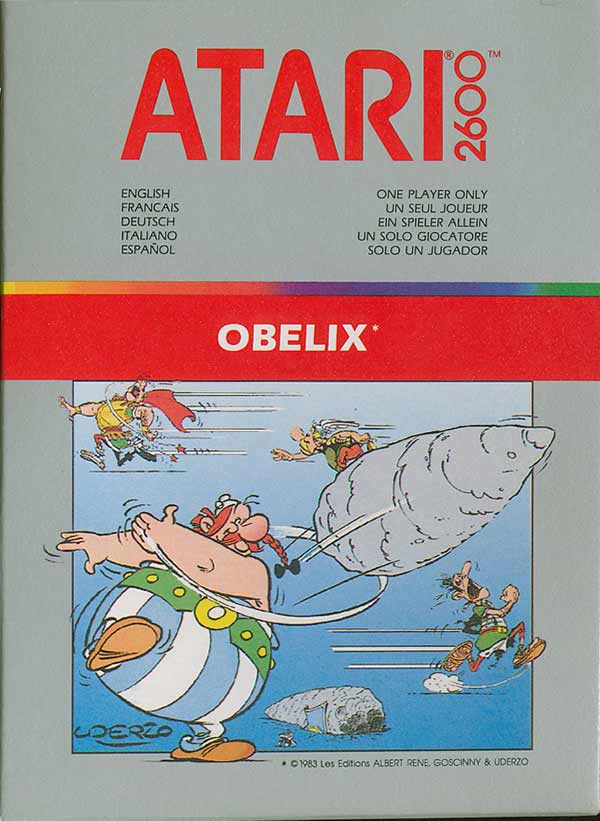 ATARI® 2600™
ENGLISH
FRANCAIS
DEUTSCH
ITALIANO
ESPAÑOL
ONE PLAYER ONLY
UN SEUL JOUEUR
EIN SPIELER ALLEIN
UN SOLO GIOCATORE
SOLO UN JUGADOR
OBELIX*
UDERZO
* ©1983 Les Editions ALBERT RENE, GOSCINNY & UDERZO